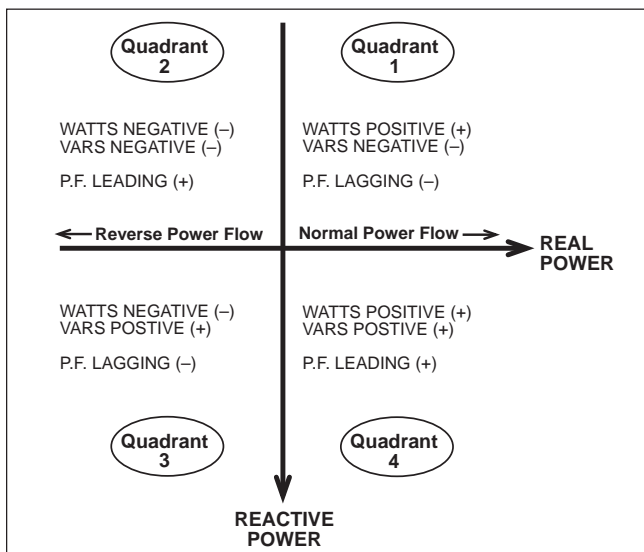 Quadrant
2
Quadrant
1
WATTS NEGATIVE (–)
VARS NEGATIVE (–)
P.F. LEADING (+)
WATTS POSITIVE (+)
VARS NEGATIVE (–)
P.F. LAGGING (–)
Reverse Power Flow
Normal Power Flow
REAL
POWER
WATTS NEGATIVE (–)
VARS POSTIVE (+)
P.F. LAGGING (–)
WATTS POSITIVE (+)
VARS POSTIVE (+)
P.F. LEADING (+)
Quadrant
3
Quadrant
4
REACTIVE
POWER